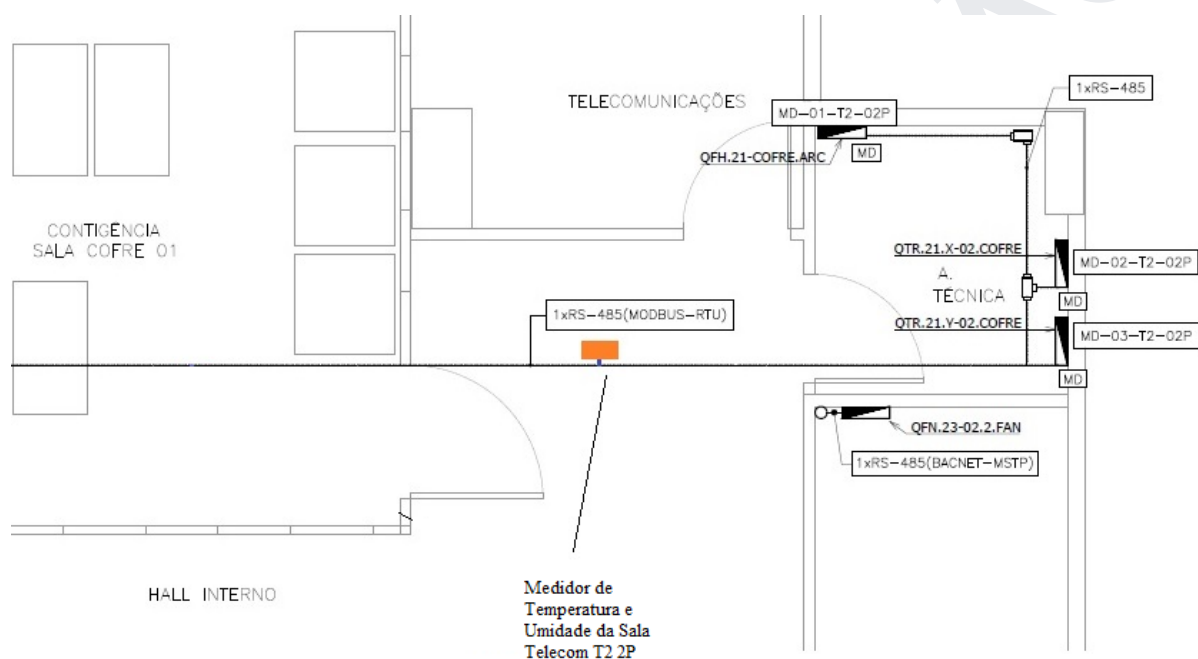 TELECOMUNICAÇÕES
1xRS-485
MD-01-T2-02P
MD
QFH.21-COFRE.ARC
CONTIGÊNCIA
SALA COFRE 01
QTR.21.X-02.COFRE
MD-02-T2-02P
A.
TÉCNICA
MD
1xRS-485(MODBUS-RTU)
QTR.21.Y-02.COFRE
MD-03-T2-02P
MD
QFN.23-02.2.FAN
1xRS-485(BACNET-MSTP)
HALL INTERNO
Medidor de
Temperatura e
Umidade da Sala
Telecom T2 2P